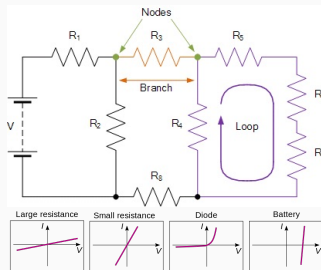 Nodes
R1 R3 R5
Branch
V R2 R4 Loop R
R
R8
Large resistance Small resistance Diode Battery
I I I I
V V V V